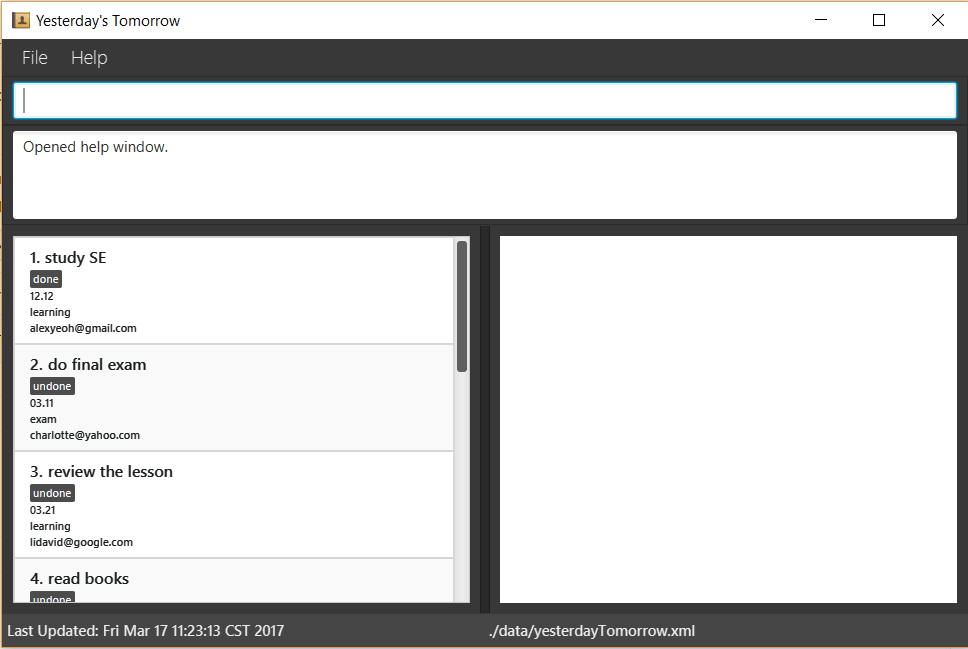 Yesterday's Tomorrow
File Help
Opened help window.
1. study SE
done
12.12
learning
alexyeoh@gmail.com
2. do final exam
undone
03.11
exam
charlotte@yahoo.com
3. review the lesson
undone
03.21
learning
lidavid@google.com
4. read books
undone
Last Updated: Fri Mar 17 11:23:13 CST 2017 ./data/yesterdayTomorrow.xml